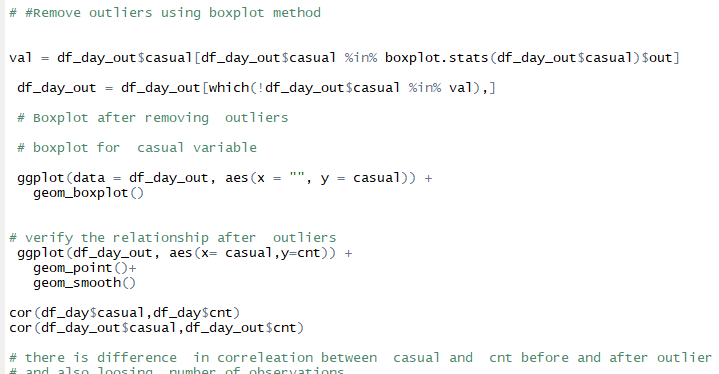 # #Remove outliers using boxplot method
val = df_day_out$casual[df_day_out$casual %in% boxplot.stats(df_day_out$casual)$out]
df_day_out = df_day_out[which(!df_day_out$casual %in% val),]
# Boxplot after removing  outliers
# boxplot for  casual variable
ggplot(data = df_day_out, aes(x = "", y = casual)) +
geom_boxplot()
# verify the relationship after  outliers
ggplot(df_day_out, aes(x= casual,y=cnt)) +
geom_point()+
geom_smooth()
cor(df_day$casual,df_day$cnt)
cor(df_day_out$casual,df_day_out$cnt)
# there is difference  in correleation between  casual and  cnt before and after outlier
# and also loosing  number of observations